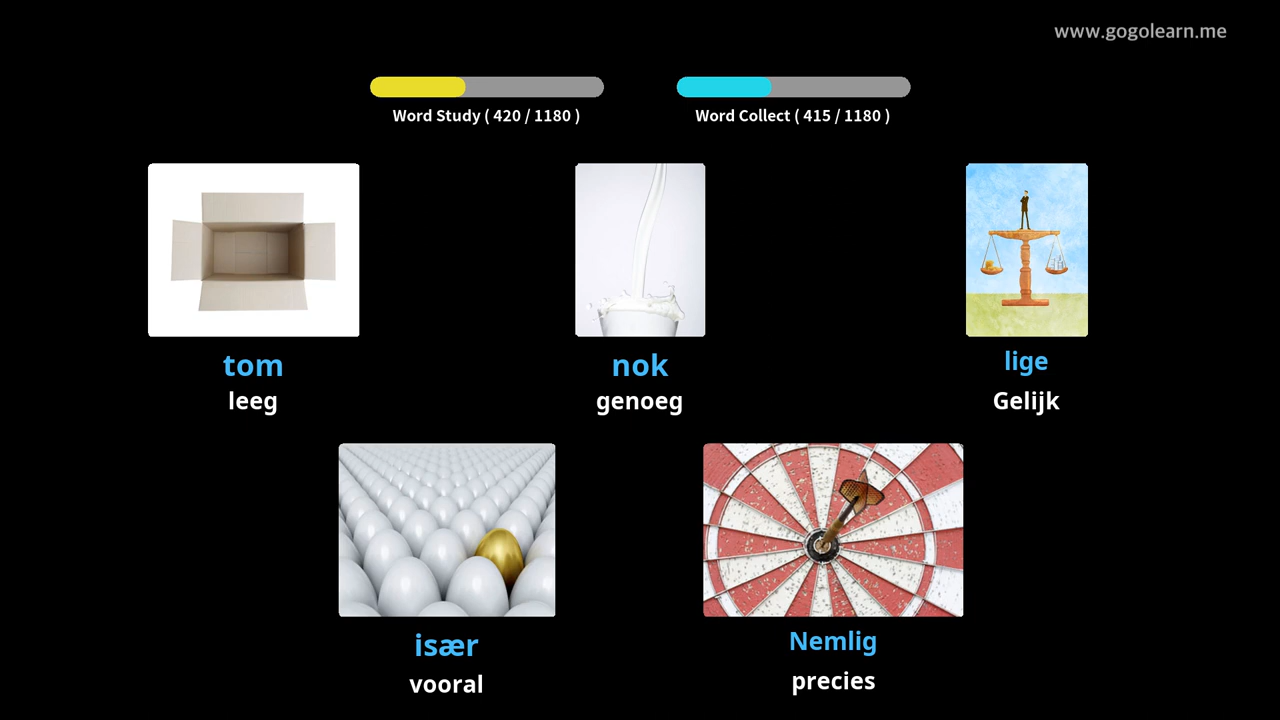 www.gogolearn.me
Word Study ( 420 / 1180 )
Word Collect ( 415 / 1180 )
tom
leeg
nok
genoeg
lige
Gelijk
især
vooral
Nemlig
precies